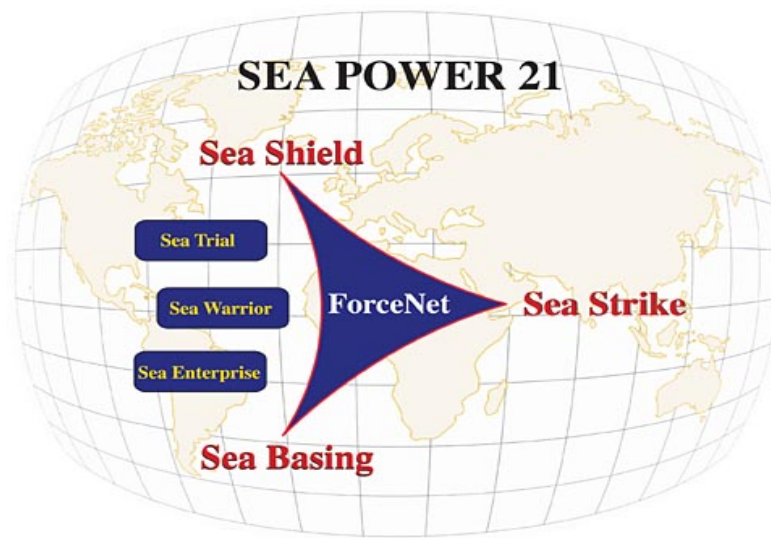 SEA POWER 21
Sea Shield
Sea Trial
Sea Warrior
ForceNet
Sea Strike
Sea Enterprise
Sea Basing